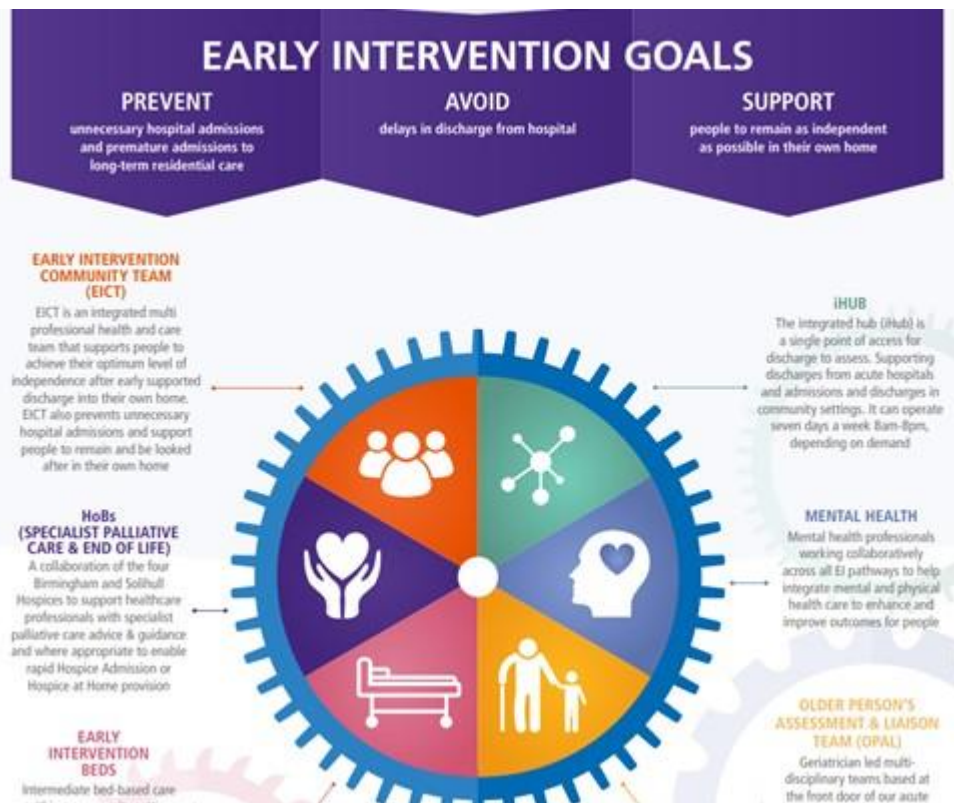 EARLY INTERVENTION GOALS
PREVENT
unnecessary hospital admissions
and premature admissions to
long-term residential care
AVOID
delays in discharge from hospital
SUPPORT
people to remain as independent
as possible in their own home
EARLY INTERVENTION
COMMUNITY TEAM
(EICT)
EICT is an integrated multi
professional health and care
team that supports people to
achieve their optimum level of
independence after early supported
discharge into their own home.
EICT also prevents unnecessary
hospital admissions and support
people to remain and be looked
after in their own home
HoBs
(SPECIALIST PALLIATIVE
CARE & END OF LIFE)
A collaboration of the four
Birmingham and Solihull
Hospices to support healthcare
professionals with specialist
palliative care advice & guidance
and where appropriate to enable
rapid Hospice Admission or
Hospice at Home provision
EARLY
INTERVENTION
BEDS
Intermediate bed-based care
iHUB
The integrated hub (iHub) is
a single point of access for
discharge to assess. Supporting
discharges from acute hospitals
and admissions and discharges in
community settings. It can operate
seven days a week 8am-8pm,
depending on demand
MENTAL HEALTH
Mental health professionals
working collaboratively
across all EI pathways to help
integrate mental and physical
health care to enhance and
improve outcomes for people
OLDER PERSON'S
ASSESSMENT & LIAISON
TEAM (OPAL)
Geriatrician led multi-
disciplinary teams based at
the front door of our acute